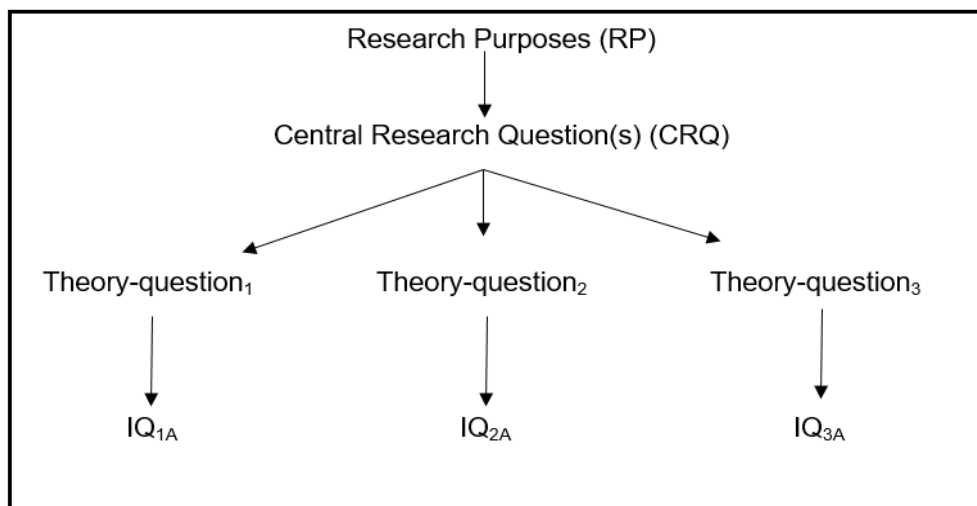 Research Purposes (RP)
Central Research Question(s) (CRQ)
Theory-question₁ Theory-question₂ Theory-question₃
IQ₁A IQ₂A IQ₃A